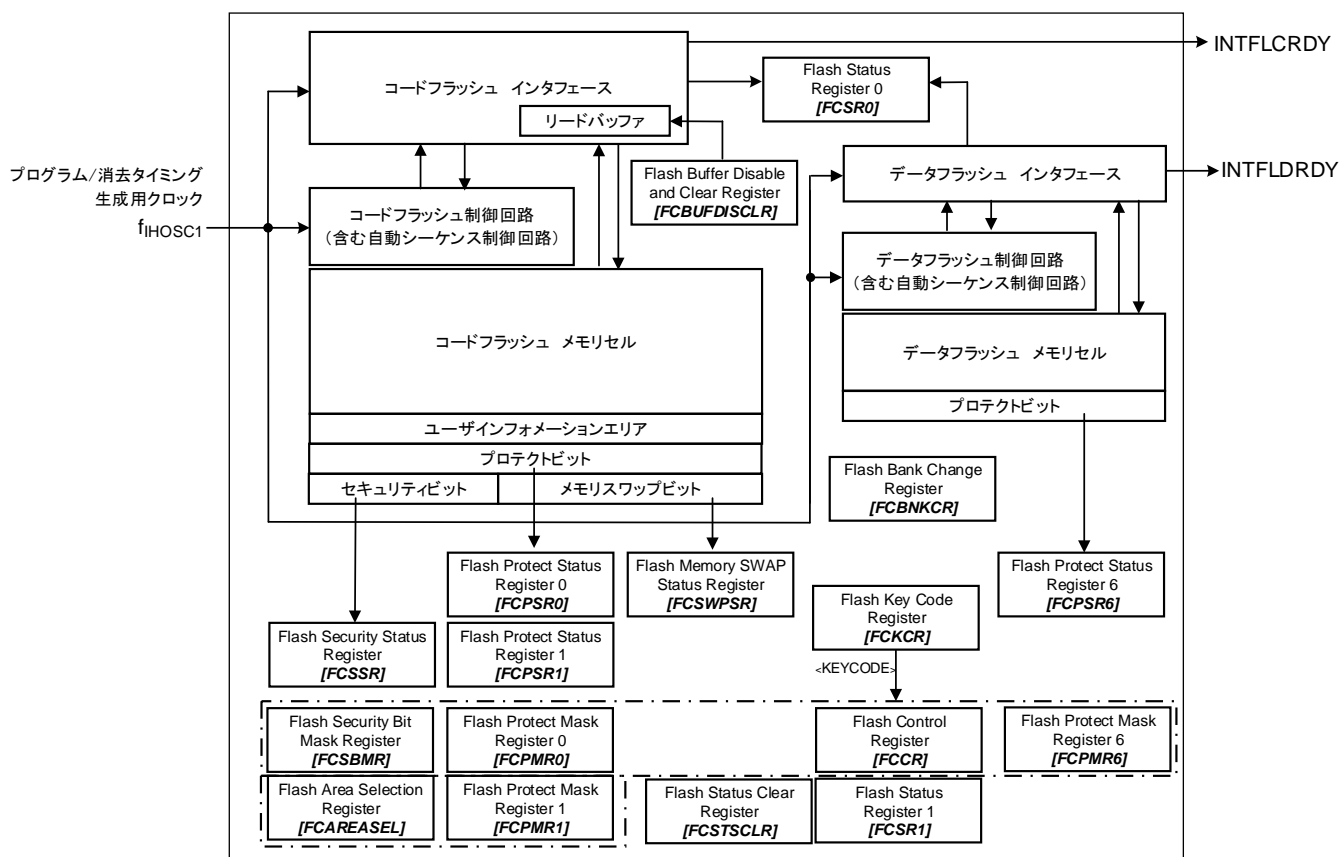 INTFLCRDY
コードフラッシュ インタフェース
リードバッファ
Flash Status
Register 0
[FCSR0]
Flash Buffer Disable
and Clear Register
[FCBUFDISCLR]
データフラッシュ インタフェース
INTFLDRDY
プログラム/消去タイミング
生成用クロック
fIHOSC1
コードフラッシュ制御回路
(含む自動シーケンス制御回路)
データフラッシュ制御回路
(含む自動シーケンス制御回路)
コードフラッシュ メモリセル
データフラッシュ メモリセル
プロテクトビット
ユーザインフォメーションエリア
プロテクトビット
セキュリティビット
メモリスワップビット
Flash Bank Change
Register
[FCBNKCR]
Flash Protect Status
Register 0
[FCPSR0]
Flash Memory SWAP
Status Register
[FCSWPSR]
Flash Protect Status
Register 6
[FCPSR6]
Flash Key Code
Register
[FCKCR]
Flash Security Status
Register
[FCSSR]
Flash Protect Status
Register 1
[FCPSR1]
<KEYCODE>
Flash Security Bit
Mask Register
[FCSBMR]
Flash Protect Mask
Register 0
[FCPMR0]
Flash Control
Register
[FCCR]
Flash Protect Mask
Register 6
[FCPMR6]
Flash Area Selection
Register
[FCAREASEL]
Flash Protect Mask
Register 1
[FCPMR1]
Flash Status Clear
Register
[FCSTSCLR]
Flash Status
Register 1
[FCSR1]